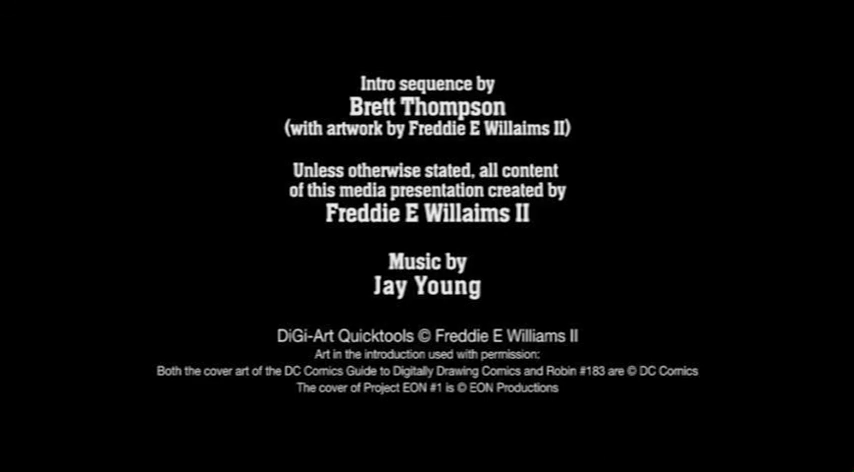 Intro sequence by
Brett Thompson
(with artwork by Freddie E Willaims II)
Unless otherwise stated, all content
of this media presentation created by
Freddie E Willaims II
Music by
Jay Young
DiGi-Art Quicktools © Freddie E Williams II
Art in the introduction used with permission:
Both the cover art of the DC Comics Guide to Digitally Drawing Comics and Robin #183 are © DC Comics
The cover of Project EON #1 is © EON Productions